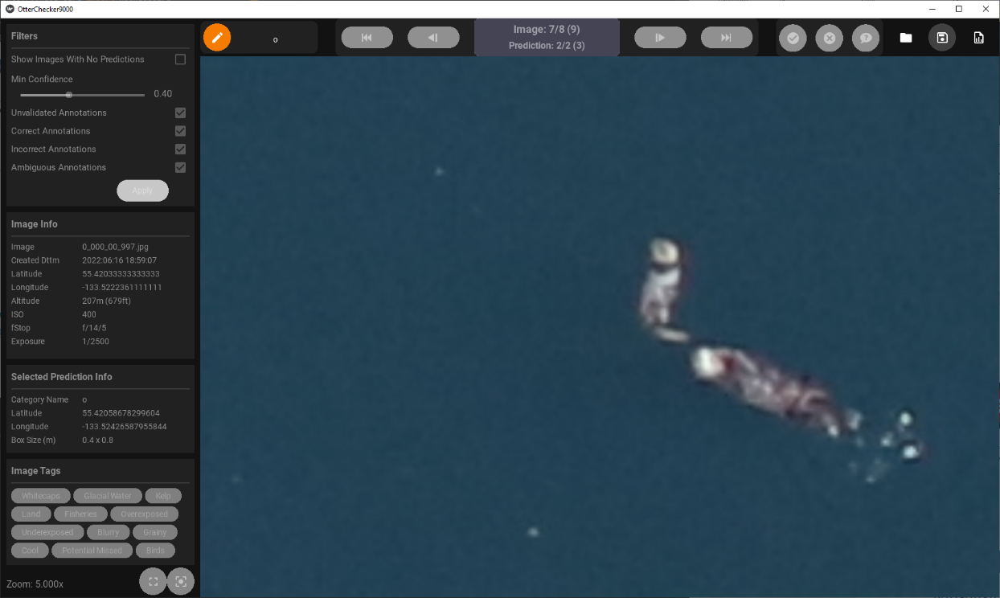 OtterChecker9000
Filters
Show Images With No Predictions
Min Confidence
0.40
Unvalidated Annotations
Correct Annotations
Incorrect Annotations
Ambiguous Annotations
Apply
Image Info
Image 0_000_00_997.jpg
Created Dttm 2022:06:16 18:59:07
Latitude 55.42033333333333
Longitude -133.5222361111111
Altitude 207m (679ft)
ISO 400
fStop f/14/5
Exposure 1/2500
Selected Prediction Info
Category Name o
Latitude 55.42058678299604
Longitude -133.52426587955844
Box Size (m) 0.4 x 0.8
Image Tags
Whitecaps Glacial Water Kelp
Land Fisheries Overexposed
Underexposed Blurry Grainy
Cool Potential Missed Birds
Zoom: 5.000x
o
Image: 7/8 (9)
Prediction: 2/2 (3)